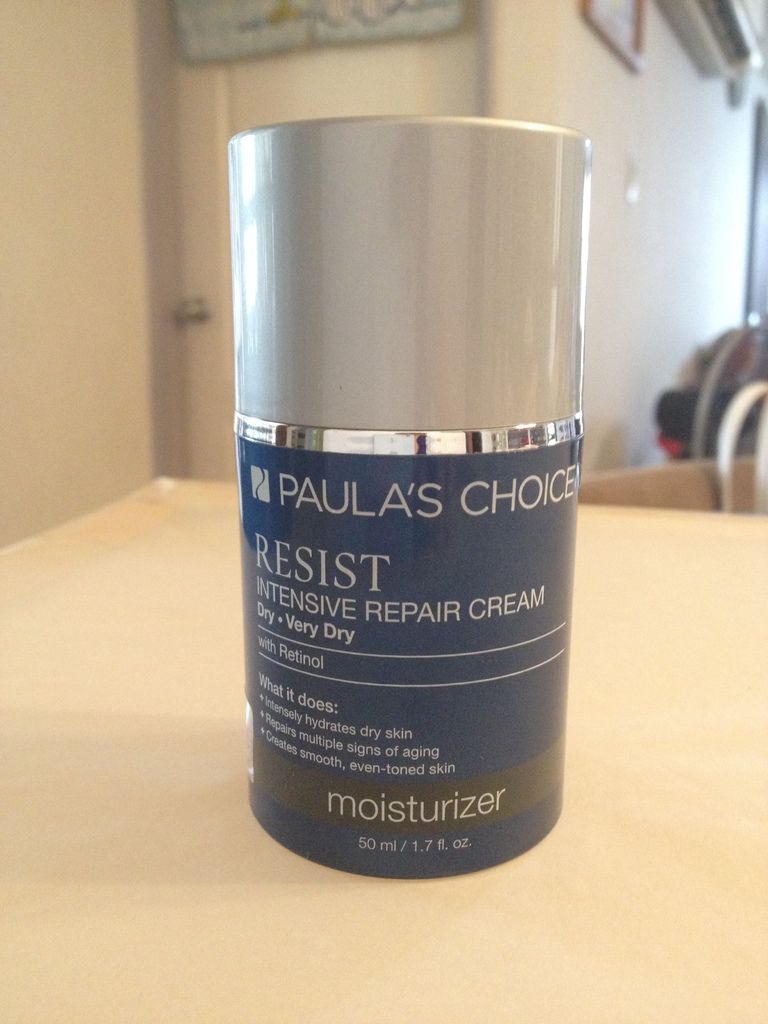 PAULA'S CHOICE
RESIST
INTENSIVE REPAIR CREAM
Dry • Very Dry
with Retinol
What it does:
+ Intensely hydrates dry skin
+ Repairs multiple signs of aging
+ Creates smooth, even-toned skin
moisturizer
50 ml / 1.7 fl. oz.